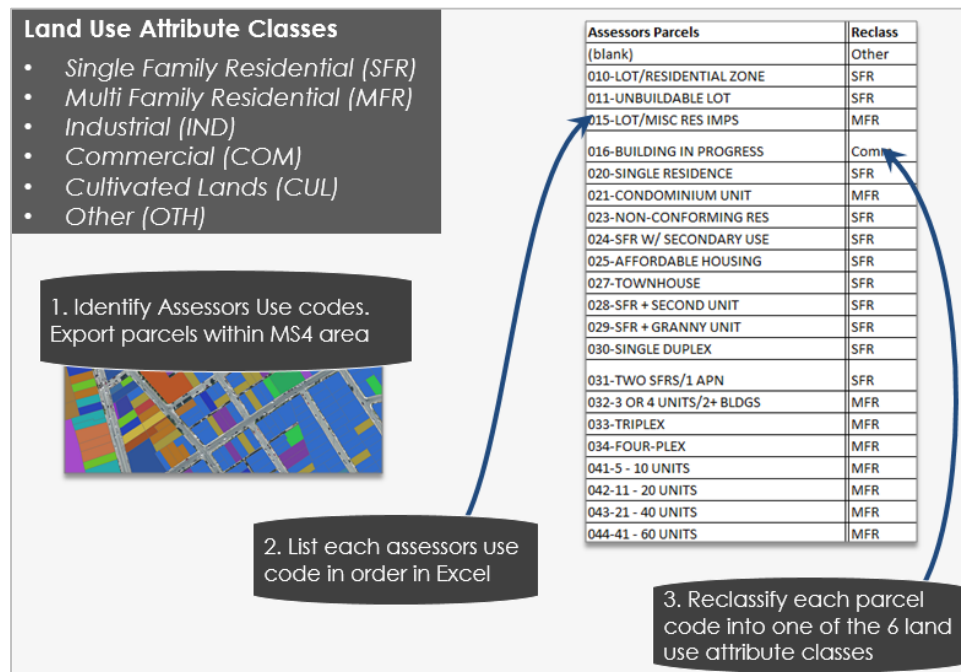 Land Use Attribute Classes
• Single Family Residential (SFR)
• Multi Family Residential (MFR)
• Industrial (IND)
• Commercial (COM)
• Cultivated Lands (CUL)
• Other (OTH)
1. Identify Assessors Use codes.
Export parcels within MS4 area
2. List each assessors use
code in order in Excel
Assessors Parcels Reclass
(blank) Other
010-LOT/RESIDENTIAL ZONE SFR
011-UNBUILDABLE LOT SFR
015-LOT/MISC RES IMPS MFR
016-BUILDING IN PROGRESS Comm
020-SINGLE RESIDENCE SFR
021-CONDOMINIUM UNIT MFR
023-NON-CONFORMING RES SFR
024-SFR W/ SECONDARY USE SFR
025-AFFORDABLE HOUSING SFR
027-TOWNHOUSE SFR
028-SFR + SECOND UNIT SFR
029-SFR + GRANNY UNIT SFR
030-SINGLE DUPLEX SFR
031-TWO SFRS/1 APN SFR
032-3 OR 4 UNITS/2+ BLDGS MFR
033-TRIPLEX MFR
034-FOUR-PLEX MFR
041-5 - 10 UNITS MFR
042-11 - 20 UNITS MFR
043-21 - 40 UNITS MFR
044-41 - 60 UNITS MFR
3. Reclassify each parcel
code into one of the 6 land
use attribute classes